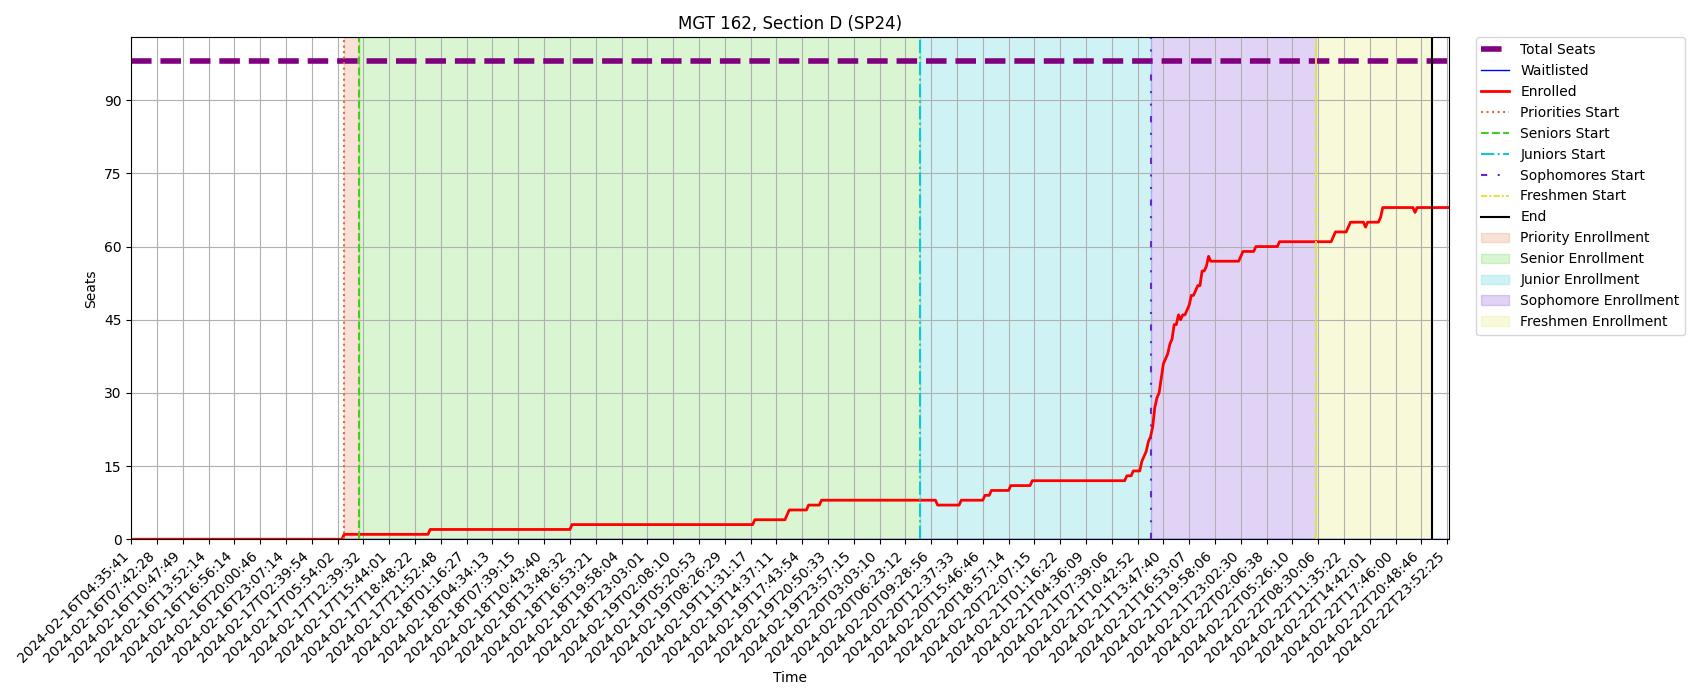 MGT 162, Section D (SP24)
Total Seats
Waitlisted
Enrolled
Priorities Start
Seniors Start
Juniors Start
Sophomores Start
Freshmen Start
End
Priority Enrollment
Senior Enrollment
Junior Enrollment
Sophomore Enrollment
Freshmen Enrollment
Seats
90
75
60
45
30
15
0
2024-02-16T04:35:41
2024-02-16T07:42:28
2024-02-16T10:47:49
2024-02-16T13:52:14
2024-02-16T16:56:14
2024-02-16T20:00:46
2024-02-16T23:07:14
2024-02-17T02:39:54
2024-02-17T05:54:02
2024-02-17T12:39:32
2024-02-17T15:44:01
2024-02-17T18:48:22
2024-02-17T21:52:48
2024-02-18T01:16:27
2024-02-18T04:34:13
2024-02-18T07:39:15
2024-02-18T10:43:40
2024-02-18T13:48:32
2024-02-18T16:53:21
2024-02-18T19:58:04
2024-02-18T23:03:01
2024-02-19T02:08:10
2024-02-19T05:20:53
2024-02-19T08:26:29
2024-02-19T11:31:17
2024-02-19T14:37:11
2024-02-19T17:43:54
2024-02-19T20:50:33
2024-02-19T23:57:15
2024-02-20T03:03:10
2024-02-20T06:23:12
2024-02-20T09:28:56
2024-02-20T12:37:33
2024-02-20T15:46:46
2024-02-20T18:57:14
2024-02-20T22:07:15
2024-02-21T01:16:22
2024-02-21T04:36:09
2024-02-21T07:39:06
2024-02-21T10:42:52
2024-02-21T13:47:40
2024-02-21T16:53:07
2024-02-21T19:58:06
2024-02-21T23:02:30
2024-02-22T02:06:38
2024-02-22T05:26:10
2024-02-22T08:30:06
2024-02-22T11:35:22
2024-02-22T14:42:01
2024-02-22T17:46:00
2024-02-22T20:48:46
2024-02-22T23:52:25
Time